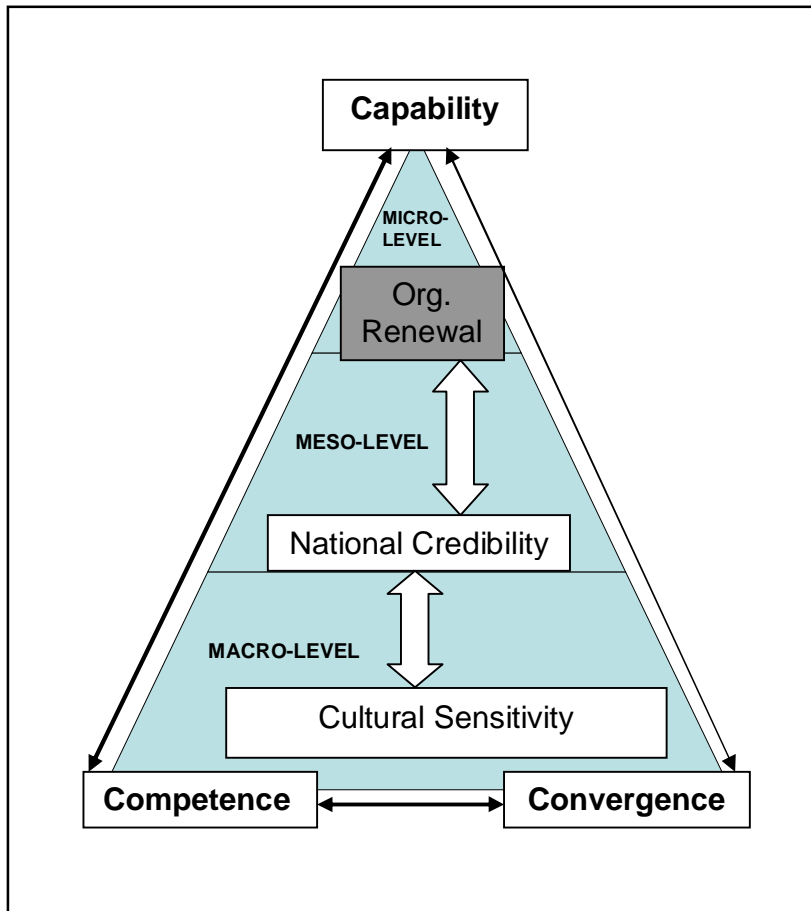 Capability
MICRO-
LEVEL
Org.
Renewal
MESO-LEVEL
National Credibility
MACRO-LEVEL
Cultural Sensitivity
Competence
Convergence